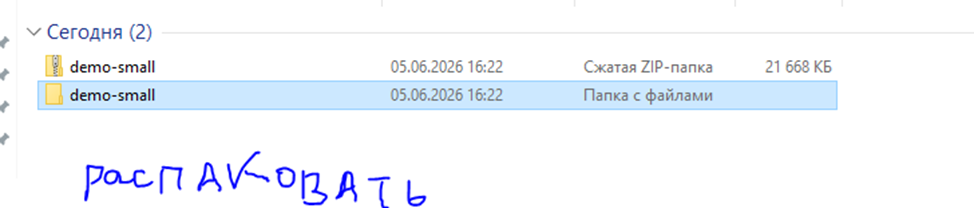 Сегодня (2)
demo-small 05.06.2026 16:22 Сжатая ZIP-папка 21 668 КБ
demo-small 05.06.2026 16:22 Папка с файлами
распАковАть